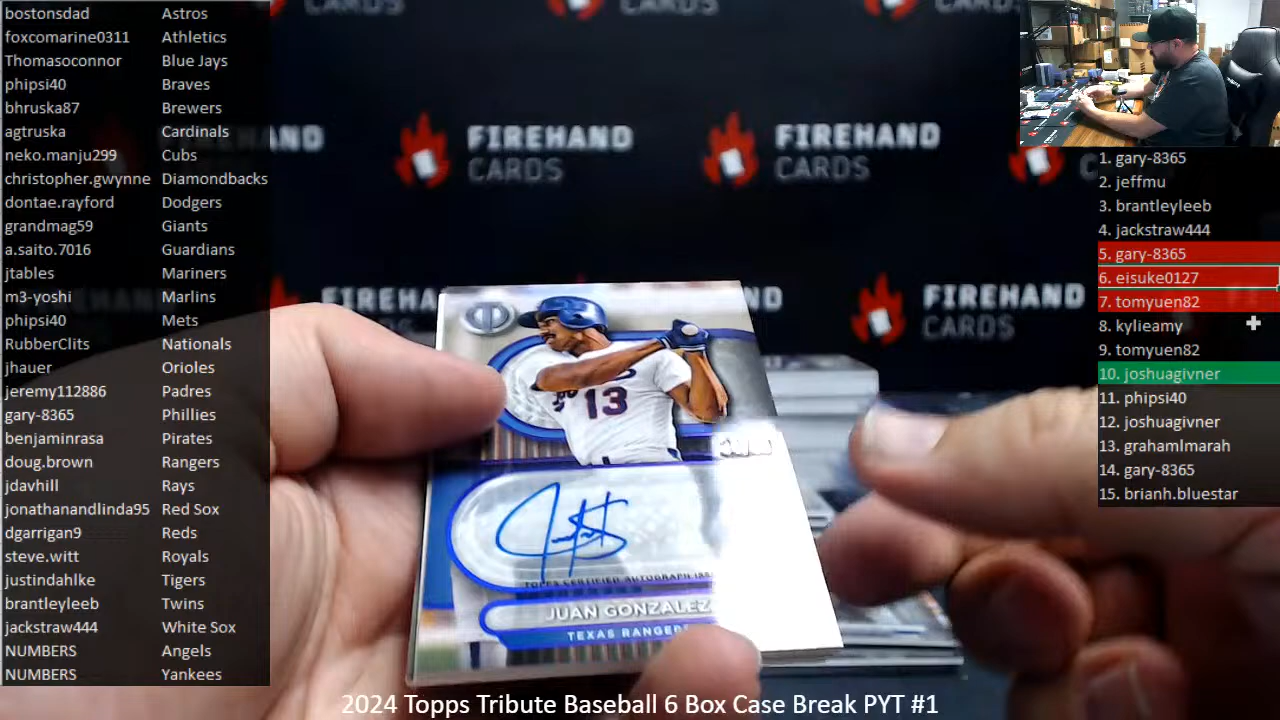 bostonsdad Astros
foxcomarine0311 Athletics
Thomasoconnor Blue Jays
phipsi40 Braves
bhruska87 Brewers
agtruska Cardinals
neko.manju299 Cubs
christopher.gwynne Diamondbacks
dontae.rayford Dodgers
grandmag59 Giants
a.saito.7016 Guardians
jtables Mariners
m3-yoshi Marlins
phipsi40 Mets
RubberClits Nationals
jhauer Orioles
jeremy112886 Padres
gary-8365 Phillies
benjaminrasa Pirates
doug.brown Rangers
jdavhill Rays
jonathanandlinda95 Red Sox
dgarrigan9 Reds
steve.witt Royals
justindahlke Tigers
brantleyleeb Twins
jackstraw444 White Sox
NUMBERS Angels
NUMBERS Yankees
CARDS
CARDS
FIREHAND
CARDS
FIREHAND
CARDS
FIREHAND
CARDS
13
JUAN GONZALEZ
TEXAS RANGERS
1. gary-8365
2. jeffmu
3. brantleyleeb
4. jackstraw444
5. gary-8365
6. eisuke0127
7. tomyuen82
8. kylieamy
9. tomyuen82
10. joshuagivner
11. phipsi40
12. joshuagivner
13. grahamlmarah
14. gary-8365
15. brianh.bluestar
2024 Topps Tribute Baseball 6 Box Case Break PYT #1